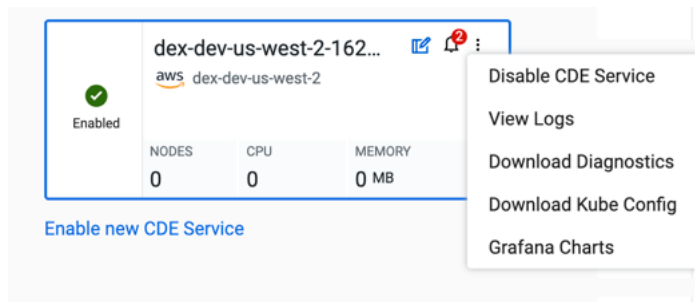 dex-dev-us-west-2-162...
2
aws dex-dev-us-west-2
Enabled
NODES CPU MEMORY
0 0 0 MB
Enable new CDE Service
Disable CDE Service
View Logs
Download Diagnostics
Download Kube Config
Grafana Charts